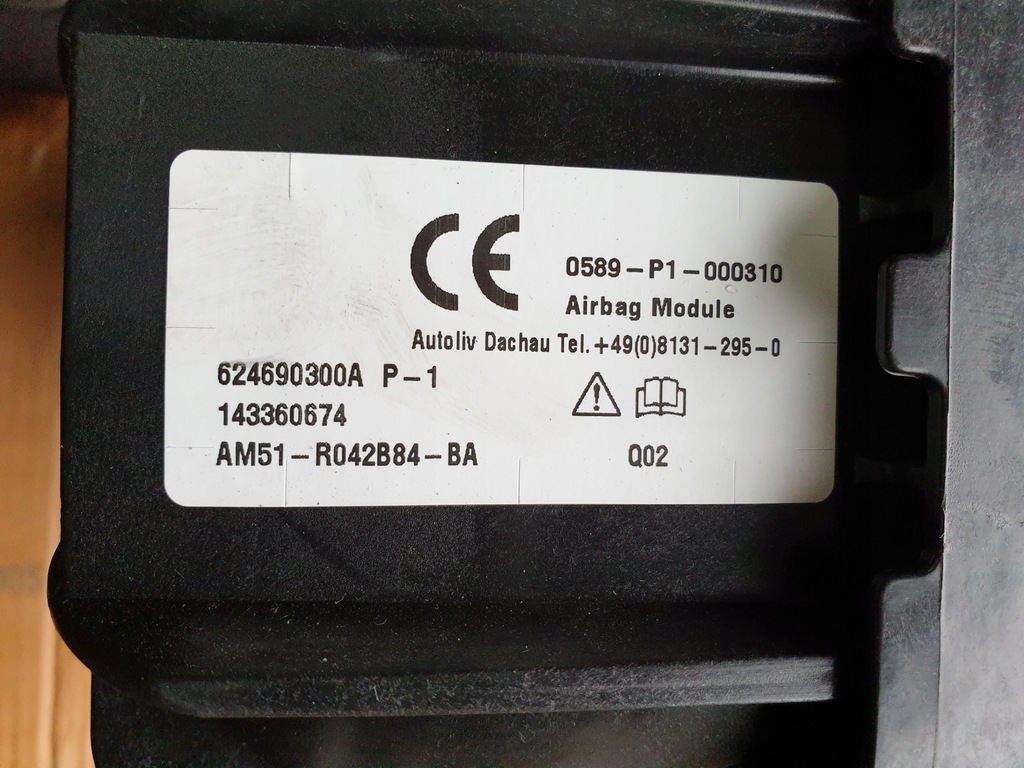 CE
0589-P1-000310
Airbag Module
Autoliv Dachau Tel.+49(0)8131-295-0
624690300A P-1
143360674
AM51-R042B84-BA
Q02